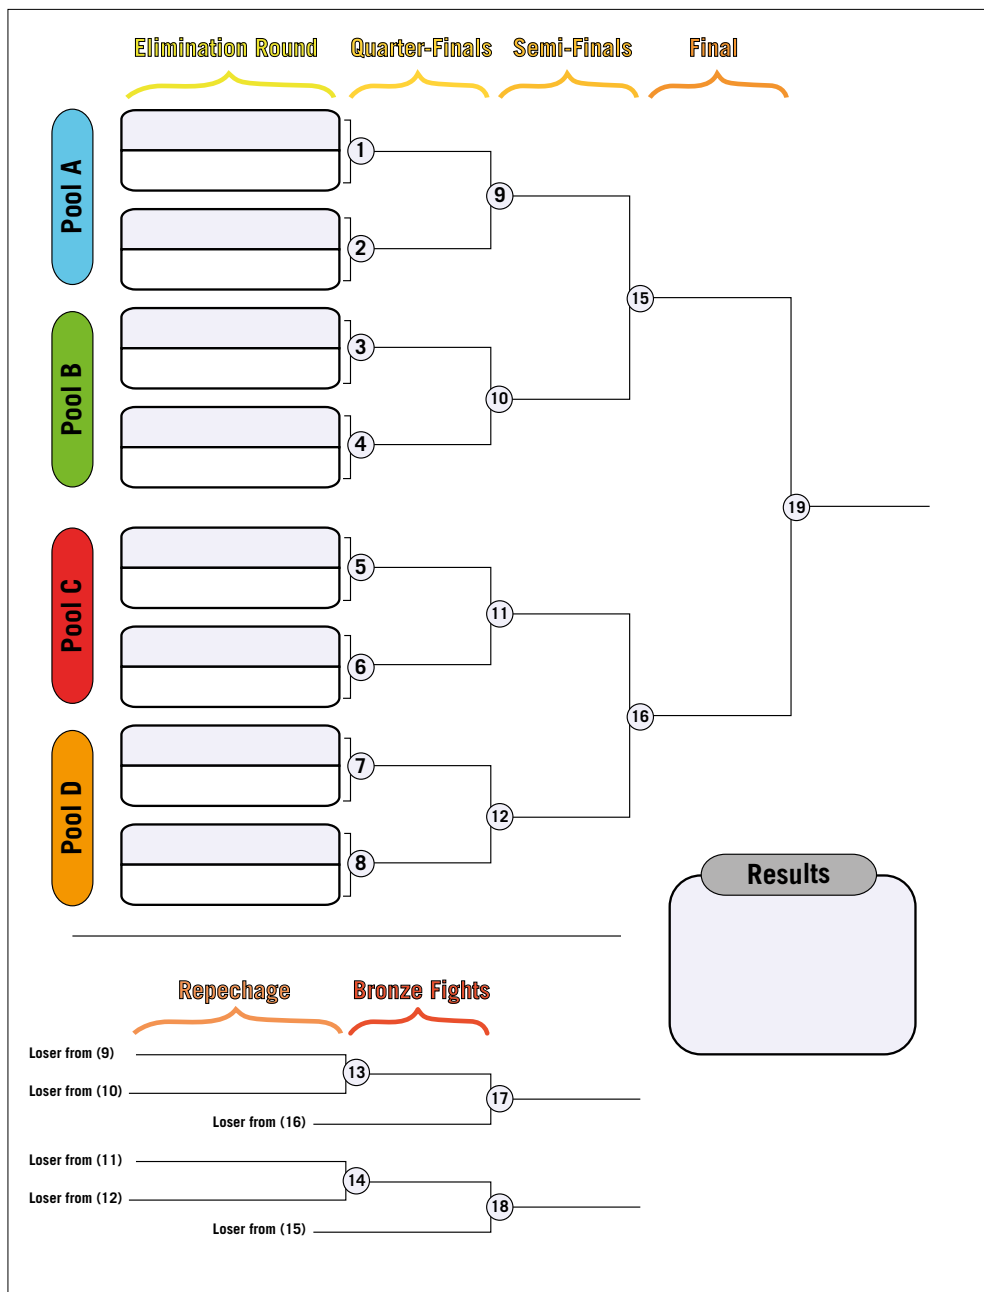 Elimination Round Quarter-Finals Semi-Finals Final
Pool A
1
2
9
Pool B
3
4
10
15
Pool C
5
6
11
Pool D
7
8
12
16
19
Results
Repechage Bronze Fights
Loser from (9)
Loser from (10)
13
Loser from (16)
17
Loser from (11)
Loser from (12)
14
Loser from (15)
18